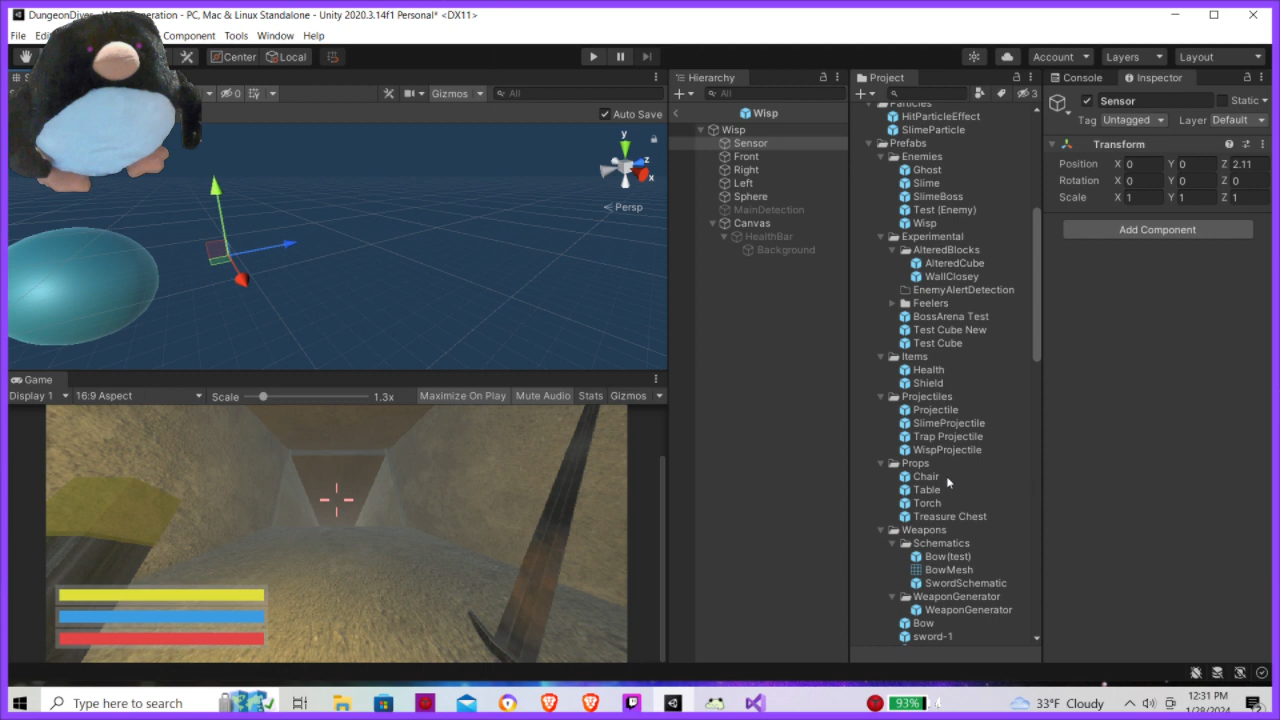 DungeonDiver - W Generation - PC, Mac & Linux Standalone - Unity 2020.3.14f1 Personal* <DX11>
File Component Tools Window Help
Center Local Account Layers Layout
0 Gizmos All
Auto Save
y
z
x
Persp
Game
Display 1 16:9 Aspect Scale 1.3x Maximize On Play Mute Audio Stats Gizmos
Hierarchy
All
Wisp
Wisp
Sensor
Front
Right
Left
Sphere
MainDetection
Canvas
HealthBar
Background
Project
3
Particles
HitParticleEffect
SlimeParticle
Prefabs
Enemies
Ghost
Slime
SlimeBoss
Test (Enemy)
Wisp
Experimental
AlteredBlocks
AlteredCube
WallClosey
EnemyAlertDetection
Feelers
BossArena Test
Test Cube New
Test Cube
Items
Health
Shield
Projectiles
Projectile
SlimeProjectile
Trap Projectile
WispProjectile
Props
Chair
Table
Torch
Treasure Chest
Weapons
Schematics
Bow(test)
BowMesh
SwordSchematic
WeaponGenerator
WeaponGenerator
Bow
sword-1
Console Inspector
Sensor Static
Tag Untagged Layer Default
Transform
Position X 0 Y 0 Z 2.11
Rotation X 0 Y 0 Z 0
Scale X 1 Y 1 Z 1
Add Component
Type here to search
93%
33°F Cloudy
12:31 PM
1/28/2024